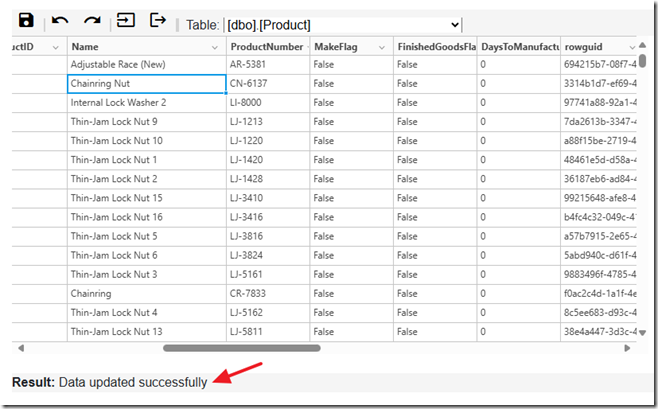 Table: [dbo].[Product]
uctID Name ProductNumber MakeFlag FinishedGoodsFla DaysToManufactu rowguid
Adjustable Race (New) AR-5381 False False 0 694215b7-08f7-4
Chainring Nut CN-6137 False False 0 3314b1d7-ef69-4
Internal Lock Washer 2 LI-8000 False False 0 97741a88-92a1-4
Thin-Jam Lock Nut 9 LJ-1213 False False 0 7da2613b-3347-4
Thin-Jam Lock Nut 10 LJ-1220 False False 0 a88f15be-2719-4
Thin-Jam Lock Nut 1 LJ-1420 False False 0 48461e5d-d58a-4
Thin-Jam Lock Nut 2 LJ-1428 False False 0 36187eb6-ad84-4
Thin-Jam Lock Nut 15 LJ-3410 False False 0 99215648-afe8-4
Thin-Jam Lock Nut 16 LJ-3416 False False 0 b4fc4c32-049c-41
Thin-Jam Lock Nut 5 LJ-3816 False False 0 a57b7915-2e65-4
Thin-Jam Lock Nut 6 LJ-3824 False False 0 5abd940c-d61f-4
Thin-Jam Lock Nut 3 LJ-5161 False False 0 9883496f-4785-4
Chainring CR-7833 False False 0 f0ac2c4d-1a1f-4e
Thin-Jam Lock Nut 4 LJ-5162 False False 0 8c5ee683-d93c-4
Thin-Jam Lock Nut 13 LJ-5811 False False 0 38e4a447-3d3c-4
Result: Data updated successfully